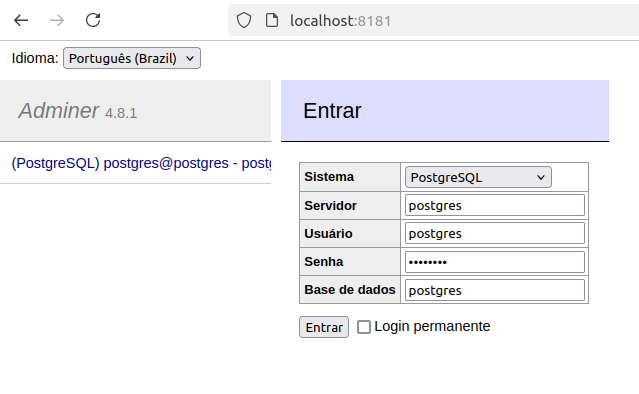 localhost:8181
Idioma: Português (Brazil)
Adminer 4.8.1
(PostgreSQL) postgres@postgres - postg
Entrar
Sistema PostgreSQL
Servidor postgres
Usuário postgres
Senha ••••••••
Base de dados postgres
Entrar Login permanente